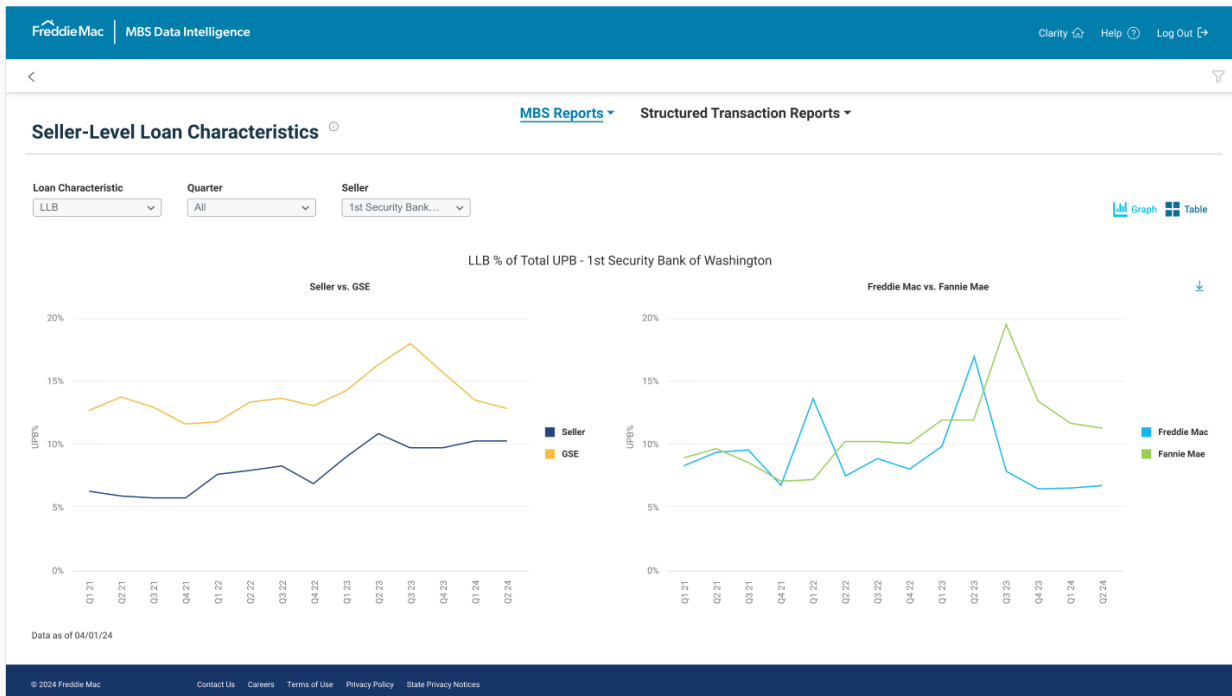 Freddie Mac MBS Data Intelligence
Clarity Help Log Out
MBS Reports Structured Transaction Reports
Seller-Level Loan Characteristics
Loan Characteristic Quarter Seller
LLB All 1st Security Bank...
Graph Table
LLB % of Total UPB - 1st Security Bank of Washington
Seller vs. GSE
20%
15%
10%
5%
0%
UPB%
Q1 21 Q2 21 Q3 21 Q4 21 Q1 22 Q2 22 Q3 22 Q4 22 Q1 23 Q2 23 Q3 23 Q4 23 Q1 24 Q2 24
Seller
GSE
Freddie Mac vs. Fannie Mae
20%
15%
10%
5%
0%
UPB%
Q1 21 Q2 21 Q3 21 Q4 21 Q1 22 Q2 22 Q3 22 Q4 22 Q1 23 Q2 23 Q3 23 Q4 23 Q1 24 Q2 24
Freddie Mac
Fannie Mae
Data as of 04/01/24
© 2024 Freddie Mac Contact Us Careers Terms of Use Privacy Policy State Privacy Notices